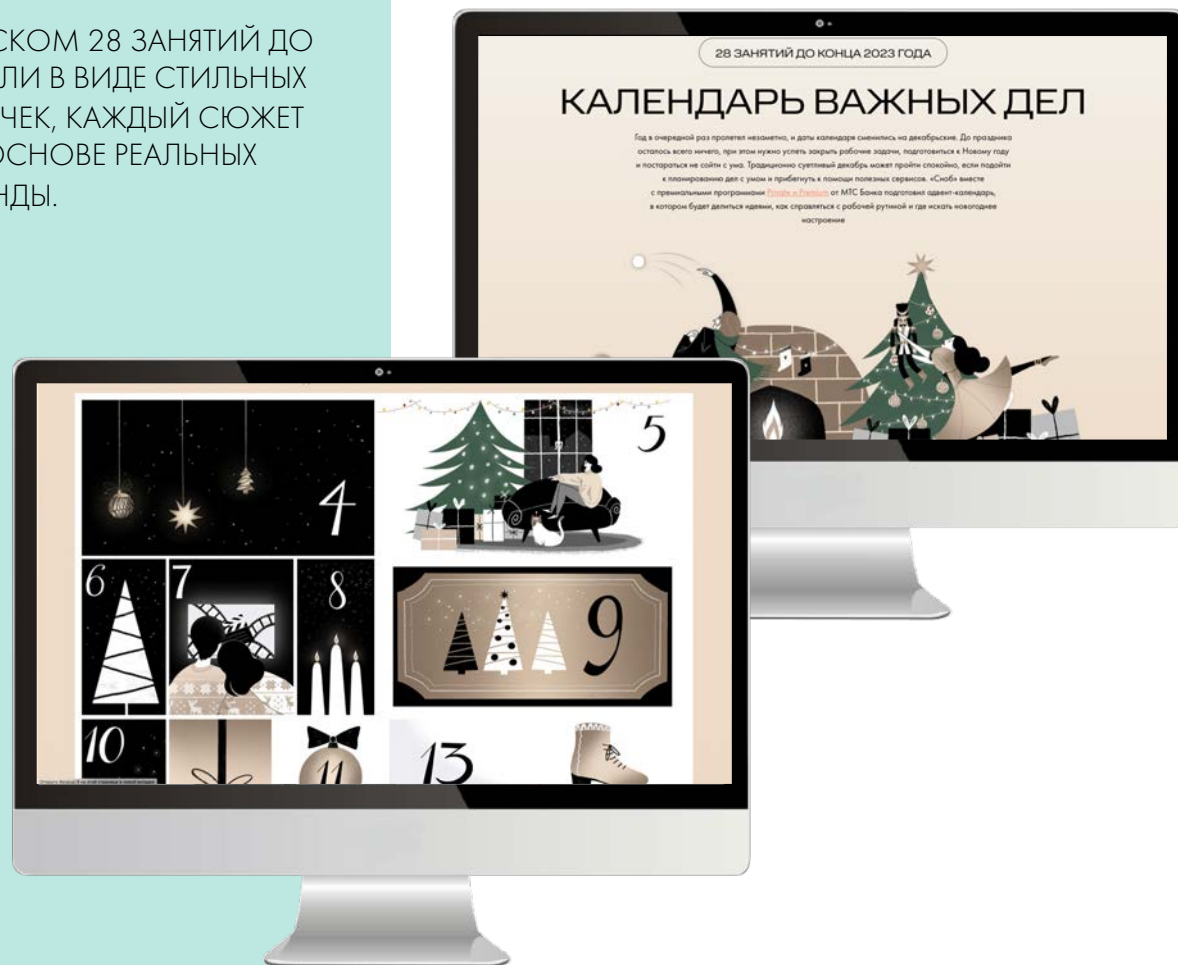 СКОМ 28 ЗАНЯТИЙ ДО
ЛИ В ВИДЕ СТИЛЬНЫХ
ЧЕК, КАЖДЫЙ СЮЖЕТ
ОСНОВЕ РЕАЛЬНЫХ
НДЫ.
28 ЗАНЯТИЙ ДО КОНЦА 2023 ГОДА
КАЛЕНДАРЬ ВАЖНЫХ ДЕЛ
Год в очередной раз пролетел незаметно, и даты календаря сменились на декабрьские. До праздника
осталось всего ничего, при этом нужно успеть закрыть рабочие задачи, подготовиться к Новому году
и постараться не сойти с ума. Традиционно суетливый декабрь может пройти спокойно, если подойти
к планированию дел с умом и прибегнуть к помощи полезных сервисов. «Сноб» вместе
с премиальными программами Private и Premium от МТС Банка подготовил адвент-календарь,
в котором будет делиться идеями, как справляться с рабочей рутиной и где искать новогоднее
настроение
4
5
6
7
8
9
10
11
13